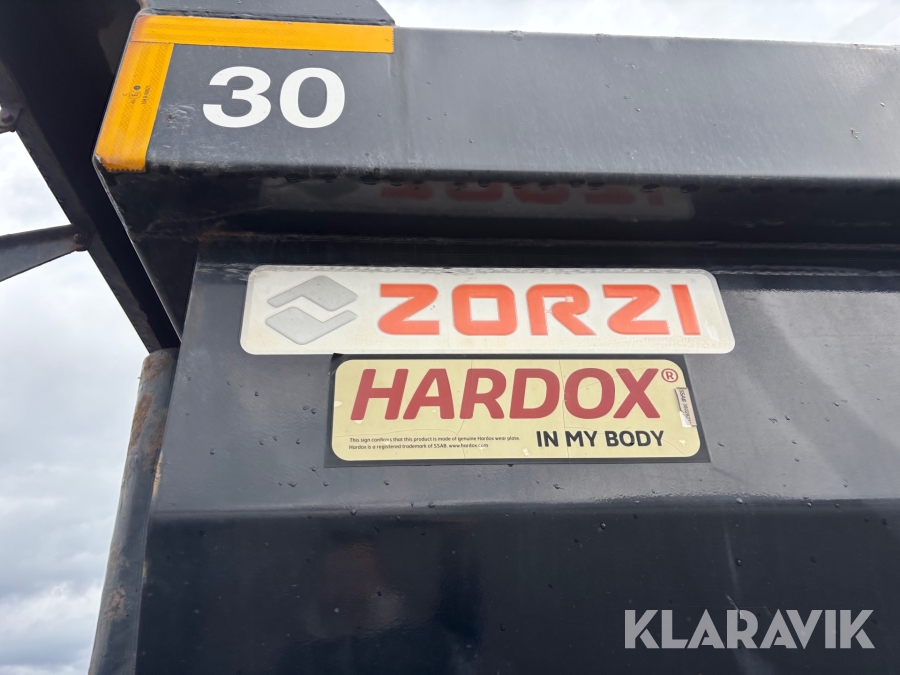 30
ZORZI
HARDOX®
IN MY BODY
This sign confirms that this product is made of genuine Hardox wear plate.
Hardox is a registered trademark of SSAB. www.hardox.com
KLARAVIK